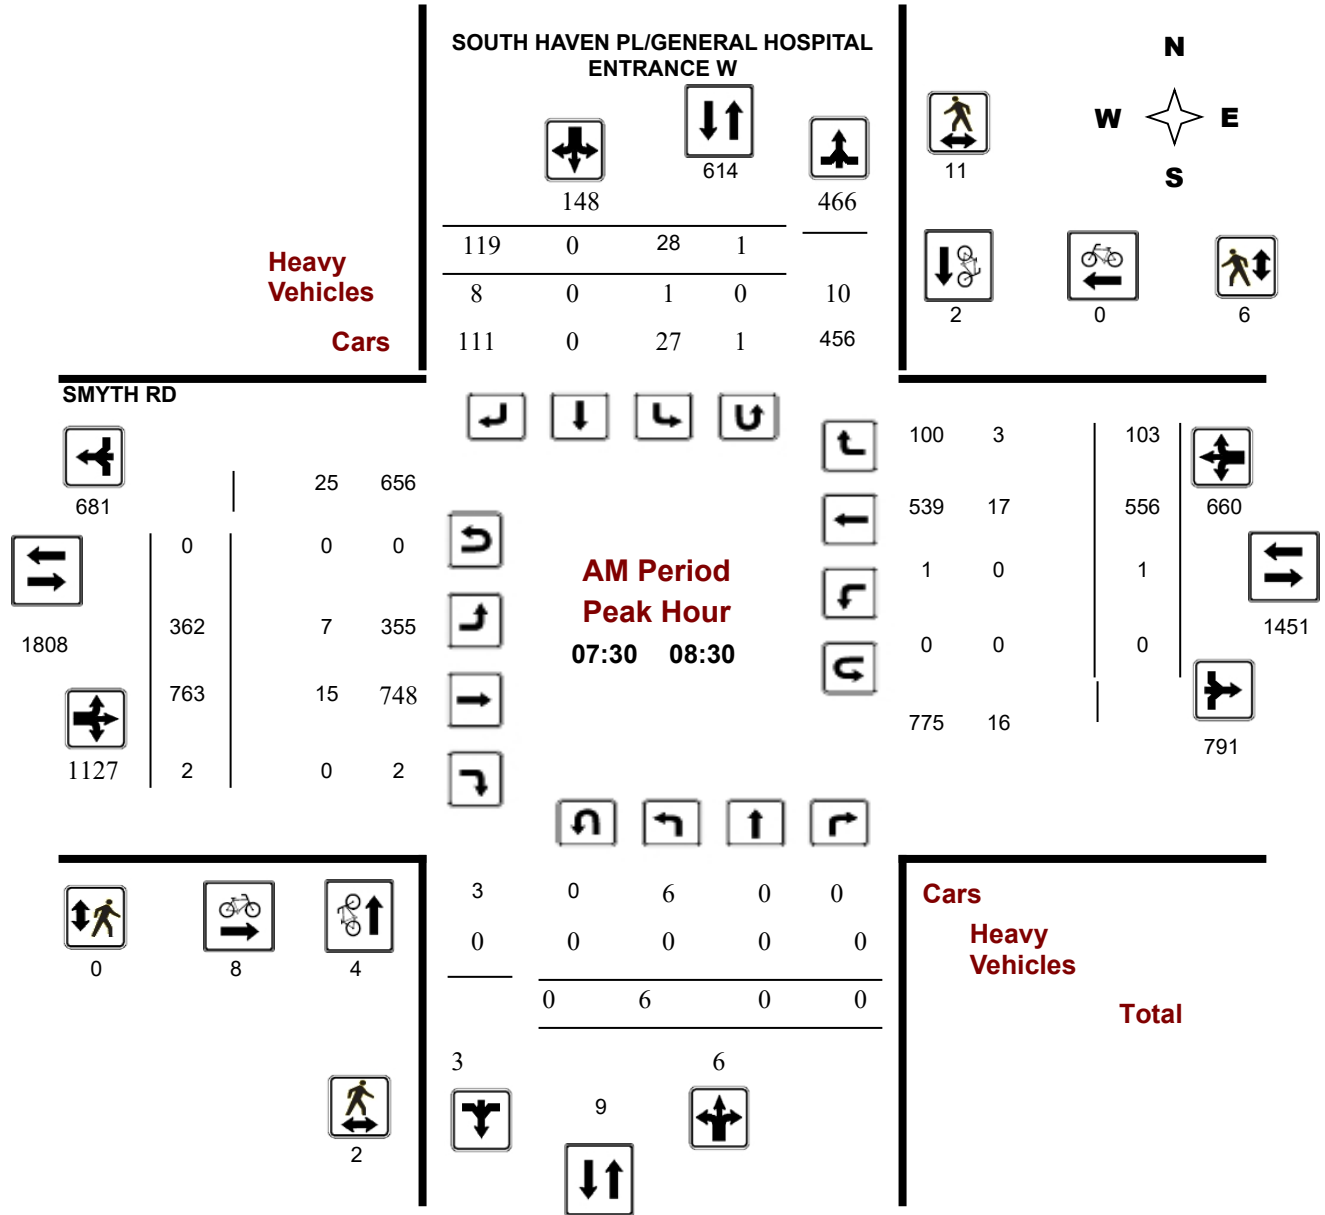 SOUTH HAVEN PL/GENERAL HOSPITAL
ENTRANCE W
N
W E
S
614
11
148 466
119 0 28 1
Heavy
Vehicles
8 0 1 0 10
2 0 6
Cars
111 0 27 1 456
SMYTH RD
100 3 103
25 656
681
539 17 556 660
0 0 0
AM Period
Peak Hour
07:30 08:30
1 0 1
362 7 355
1808
1451
0 0 0
763 15 748
775 16
791
1127 2 0 2
3 0 6 0 0
Cars
0 0 0 0 0
Heavy
Vehicles
0 8 4
0 6 0 0
Total
3 6
9
2